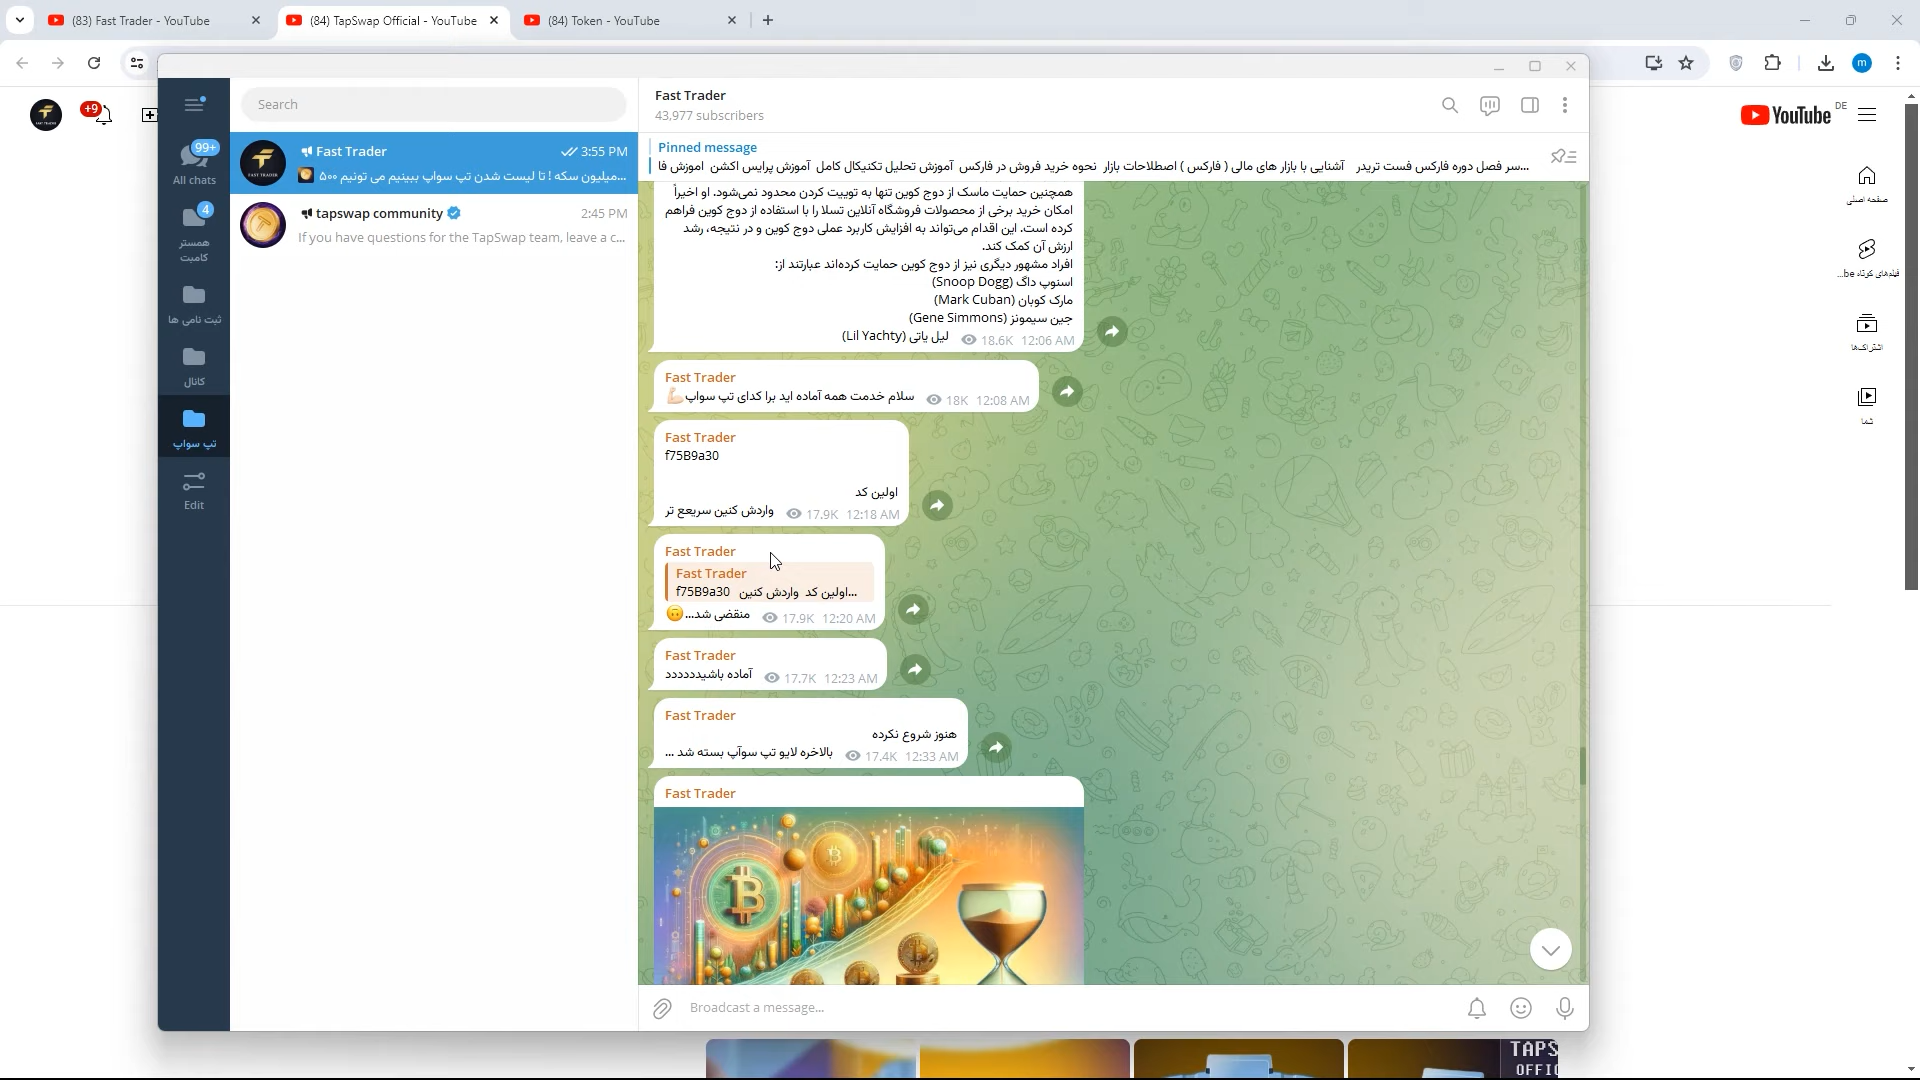 (83) Fast Trader - YouTube
(84) TapSwap Official - YouTube
(84) Token - YouTube
m
+9
YouTube DE
صفحه اصلی
اشتراک‌ها
شما
Search
99+
All chats
4
همستر
کامبت
ثبت نامی ها
کانال
تپ سواپ
Edit
Fast Trader
3:55 PM
میلیون سکه ! تا لیست شدن تپ سواپ ببینیم می تونیم ۵۰۰...
tapswap community
2:45 PM
If you have questions for the TapSwap team, leave a c...
Fast Trader
43,977 subscribers
Pinned message
سر فصل دوره فارکس فست تریدر   آشنایی با بازار های مالی ( فارکس ) اصطلاحات بازار  نحوه خرید فروش در فارکس  آموزش تحلیل تکنیکال کامل  آموزش پرایس اکشن  اموزش فا...
همچنین حمایت ماسک از دوج کوین تنها به توییت کردن محدود نمی‌شود. او اخیراً
امکان خرید برخی از محصولات فروشگاه آنلاین تسلا را با استفاده از دوج کوین فراهم
کرده است. این اقدام می‌تواند به افزایش کاربرد عملی دوج کوین و در نتیجه، رشد
ارزش آن کمک کند.
افراد مشهور دیگری نیز از دوج کوین حمایت کرده‌اند عبارتند از:
اسنوپ داگ (Snoop Dogg)
مارک کوبان (Mark Cuban)
جین سیمونز (Gene Simmons)
لیل یاتی (Lil Yachty)
18.6K 12:06 AM
Fast Trader
سلام خدمت همه آماده اید برا کدای تپ سواپ💪🏻
18K 12:08 AM
Fast Trader
f75B9a30
اولین کد
واردش کنین سریعع تر
17.9K 12:18 AM
Fast Trader
Fast Trader
f75B9a30   اولین کد  واردش کنین...
منقضی شد...🙃
17.9K 12:20 AM
Fast Trader
آماده باشیدددددد
17.7K 12:23 AM
Fast Trader
هنوز شروع نکرده
بالاخره لایو تپ سوآپ بسته شد ...
17.4K 12:33 AM
Fast Trader
Broadcast a message...
TAPS
OFFIC